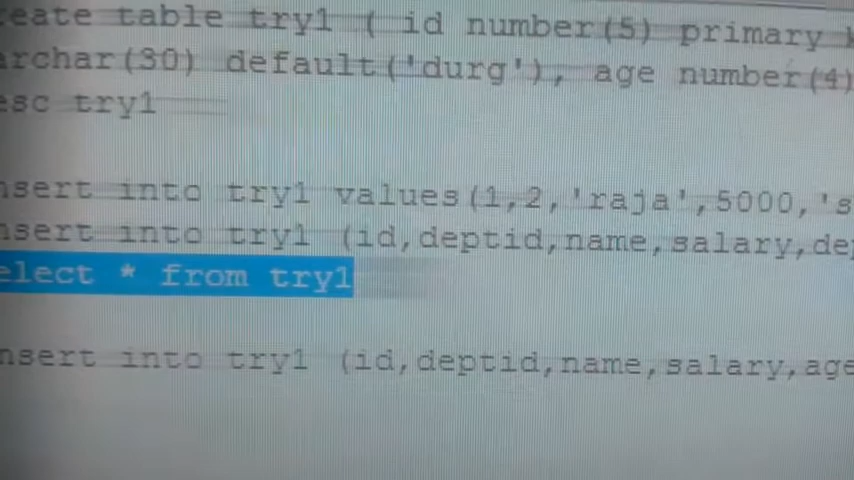 eate table try1 ( id number(5) primary k
archar(30) default('durg'), age number(4)
esc try1
nsert into try1 values(1,2,'raja',5000,'s
nsert into try1 (id,deptid,name,salary,dep
elect * from try1
nsert into try1 (id,deptid,name,salary,age